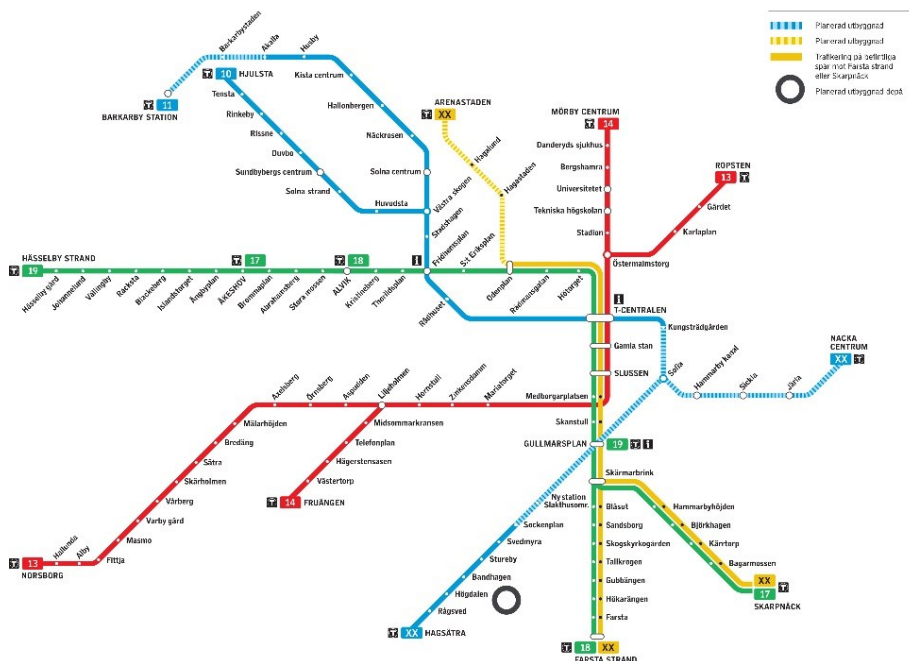 Planerad utbyggnad
Planerad utbyggnad
Trafikering på befintliga
spår mot Farsta strand
eller Skarpnäck
Planerad utbyggnad depå
Barkarbystaden
Akalla
Husby
10 HJULSTA
Kista centrum
11
BARKARBY STATION
Tensta
Hallonbergen
Rinkeby
Rissne
Näckrosen
Duvbo
Sundbybergs centrum
Solna centrum
Solna strand
Huvudsta
Västra skogen
Stadshagen
ARENASTADEN
XX
Hagalund
Hagastaden
MÖRBY CENTRUM
14
Danderyds sjukhus
Bergshamra
Universitetet
Tekniska högskolan
Stadion
ROPSTEN
13
Gärdet
Karlaplan
Östermalmstorg
HÄSSELBY STRAND
19
Hässelby gård
Johannelund
Vällingby
Råcksta
Blackeberg
Islandstorget
Ängbyplan
17
ÅKESHOV
Brommaplan
Abrahamsberg
Stora mossen
18
ALVIK
Kristineberg
Thorildsplan
i
Fridhemsplan
S:t Eriksplan
Odenplan
Rådmansgatan
Hötorget
Rådhuset
i
T-CENTRALEN
Kungsträdgården
Gamla stan
SLUSSEN
Sofia
Hammarby kanal
Sickla
Järla
NACKA
CENTRUM
XX
Medborgarplatsen
Skanstull
GULLMARSPLAN
19 i
Skärmarbrink
Axelsberg
Örnsberg
Aspudden
Liljeholmen
Hornstull
Zinkensdamm
Mariatorget
Mälarhöjden
Bredäng
Sätra
Skärholmen
Vårberg
Varby gård
Masmo
Fittja
Alby
Hallunda
13
NORSBORG
Midsommarkransen
Telefonplan
Hägerstensåsen
Västertorp
14 FRUÄNGEN
Ny station
Slakthusomr.
Sockenplan
Svedmyra
Stureby
Bandhagen
Högdalen
Rågsved
XX HAGSÄTRA
Blåsut
Sandsborg
Skogskyrkogården
Tallkrogen
Gubbängen
Hökarängen
Farsta
18 XX
FARSTA STRAND
Hammarbyhöjden
Björkhagen
Kärrtorp
Bagarmossen
XX
17
SKARPNÄCK